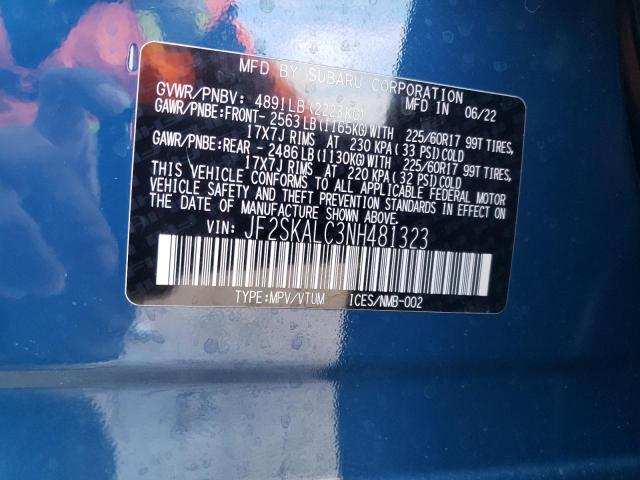 MFD BY SUBARU CORPORATION
GVWR/PNBV: 4891LB(2223KG) MFD IN 06/22
GAWR/PNBE:FRONT- 2563LB(1165KG)WITH 225/60R17 99T TIRES,
17X7J RIMS AT 230 KPA(33 PSI)COLD
GAWR/PNBE:REAR - 2486LB(1130KG)WITH 225/60R17 99T TIRES,
17X7J RIMS AT 220 KPA(32 PSI)COLD
THIS VEHICLE CONFORMS TO ALL APPLICABLE FEDERAL MOTOR
VEHICLE SAFETY AND THEFT PREVENTION STANDARDS IN EFFECT ON
THE DATE OF MANUFACTURE SHOWN ABOVE.
VIN: JF2SKALC3NH481323
TYPE:MPV/VTUM ICES/NMB-002